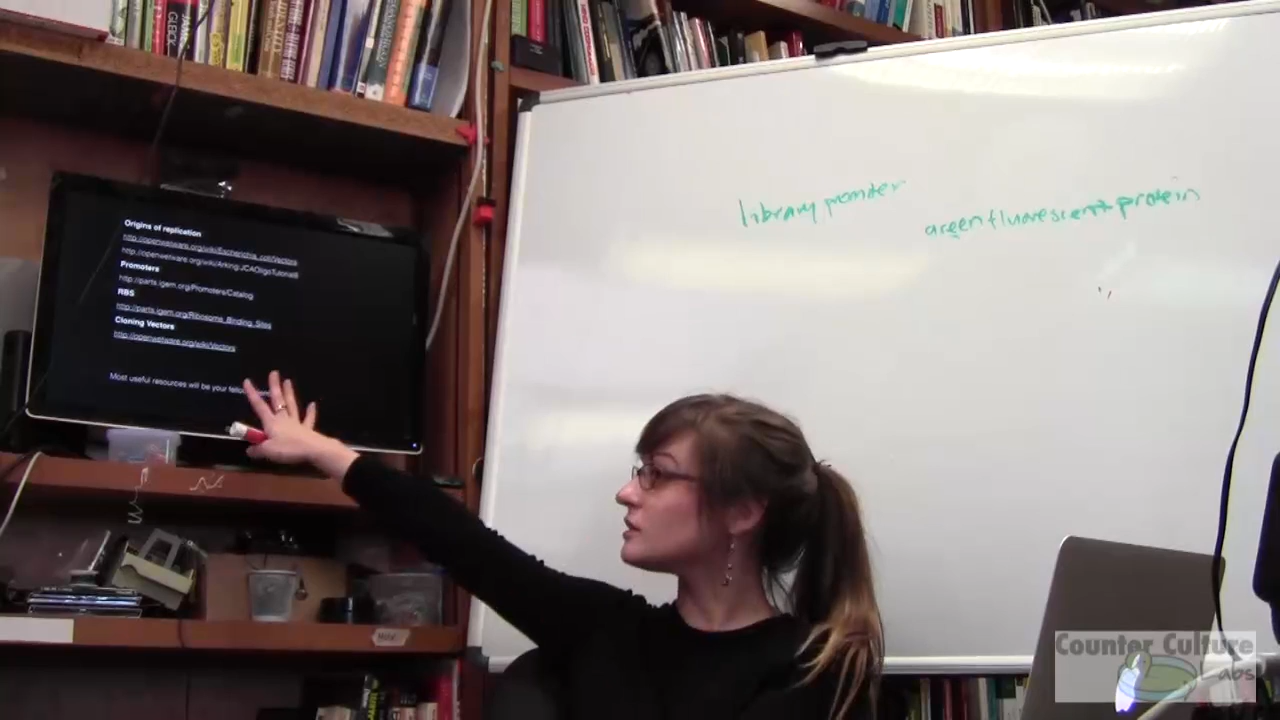 Origins of replication
http://openwetware.org/wiki/Escherichia_coli/Vectors
http://openwetware.org/wiki/Arking:JCAOligoTutorial8
Promoters
http://parts.igem.org/Promoters/Catalog
RBS
http://parts.igem.org/Ribosome_Binding_Sites
Cloning Vectors
http://openwetware.org/wiki/Vectors
Most useful resources will be your
library promoter
green fluorescent protein
Counter Culture
Labs